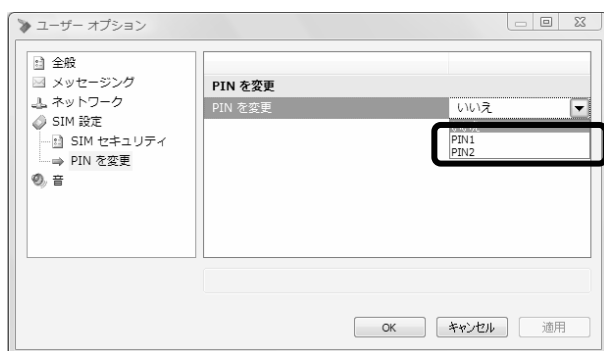 ユーザー オプション
全般
メッセージング
ネットワーク
SIM 設定
SIM セキュリティ
PIN を変更
音
PIN を変更
PIN を変更 いいえ
PIN1
PIN2
OK キャンセル 適用